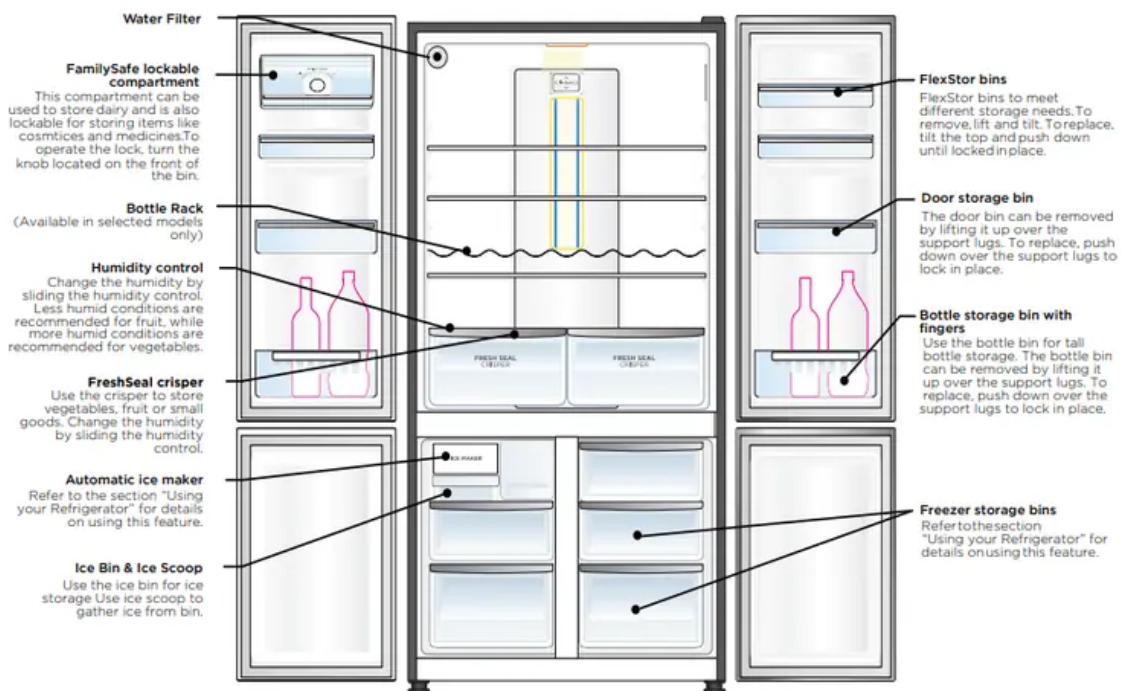 Water Filter
FamilySafe lockable
compartment
This compartment can be
used to store dairy and is also
lockable for storing items like
cosmtices and medicines.To
operate the lock, turn the
knob located on the front of
the bin.
Bottle Rack
(Available in selected models
only)
Humidity control
Change the humidity by
sliding the humidity control.
Less humid conditions are
recommended for fruit, while
more humid conditions are
recommended for vegetables.
FreshSeal crisper
Use the crisper to store
vegetables, fruit or small
goods. Change the humidity
by sliding the humidity
control.
Automatic ice maker
Refer to the section "Using
your Refrigerator" for details
on using this feature.
Ice Bin & Ice Scoop
Use the ice bin for ice
storage Use ice scoop to
gather ice from bin.
FRESH SEAL
CRISPER
FRESH SEAL
CRISPER
ICE MAKER
FlexStor bins
FlexStor bins to meet
different storage needs. To
remove, lift and tilt. To replace,
tilt the top and push down
until locked in place.
Door storage bin
The door bin can be removed
by lifting it up over the
support lugs. To replace, push
down over the support lugs to
lock in place.
Bottle storage bin with
fingers
Use the bottle bin for tall
bottle storage. The bottle bin
can be removed by lifting it
up over the support lugs. To
replace, push down over the
support lugs to lock in place.
Freezer storage bins
Refer to the section
"Using your Refrigerator" for
details on using this feature.